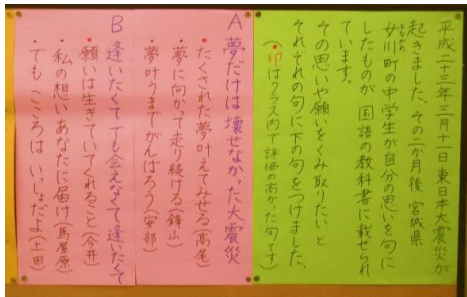 平成二十三年三月十一日 東日本大震災が
起きました。その二か月後 宮城県
女川町の中学生が自分の思いを句に
おながわ
したものが 国語の教科書に載せられ
ています。
その思いや願いをくみ取りたいと
それぞれの句に下の句をつけました。
(・印はクラス内で評価の高かった句です)
A 夢だけは 壊せなかった 大震災
・たくされた夢 叶えてみせる(高尾)
・夢に向かって 走り続ける(鋒山)
・夢叶うまで がんばろう(安部)
B 逢いたくて でも会えなくて 逢いたくて
・願いは生きていてくれること(今井)
・私の想い あなたに届け(馬屋原)
・でも こころは いっしょだよ(上田)